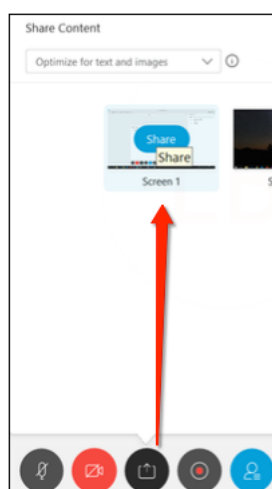 Share Content
Optimize for text and images
Share
Share
Screen 1
S